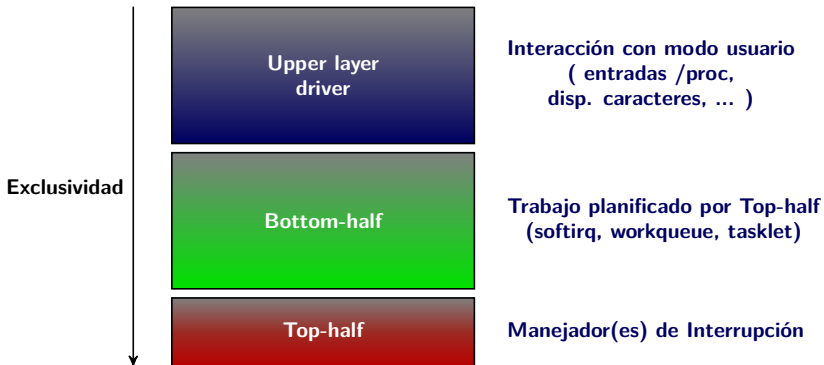 Exclusividad
Upper layer
driver
Interacción con modo usuario
( entradas /proc,
disp. caracteres, ... )
Bottom-half
Trabajo planificado por Top-half
(softirq, workqueue, tasklet)
Top-half
Manejador(es) de Interrupción